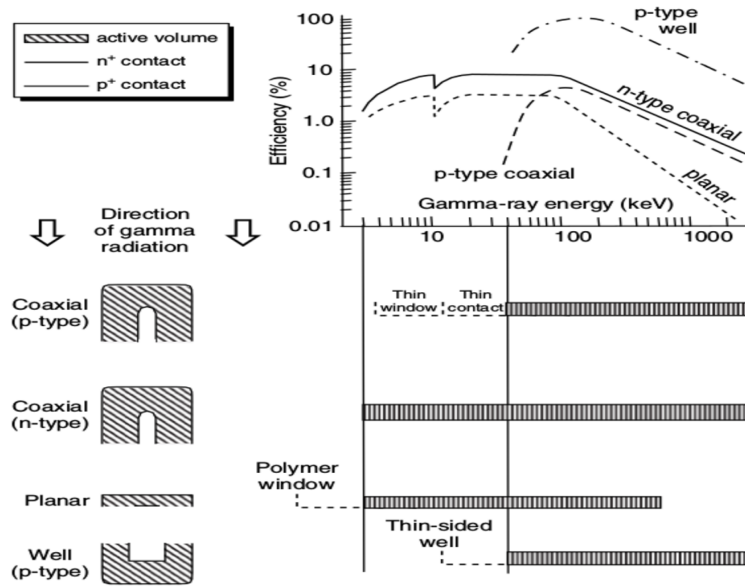 active volume
n+ contact
p+ contact
100
10
1.0
0.1
0.01
Efficiency (%)
p-type
well
n-type coaxial
p-type coaxial
planar
Gamma-ray energy (keV)
10
100
1000
Direction
of gamma
radiation
Coaxial
(p-type)
Thin
window
Thin
contact
Coaxial
(n-type)
Polymer
window
Planar
Thin-sided
well
Well
(p-type)